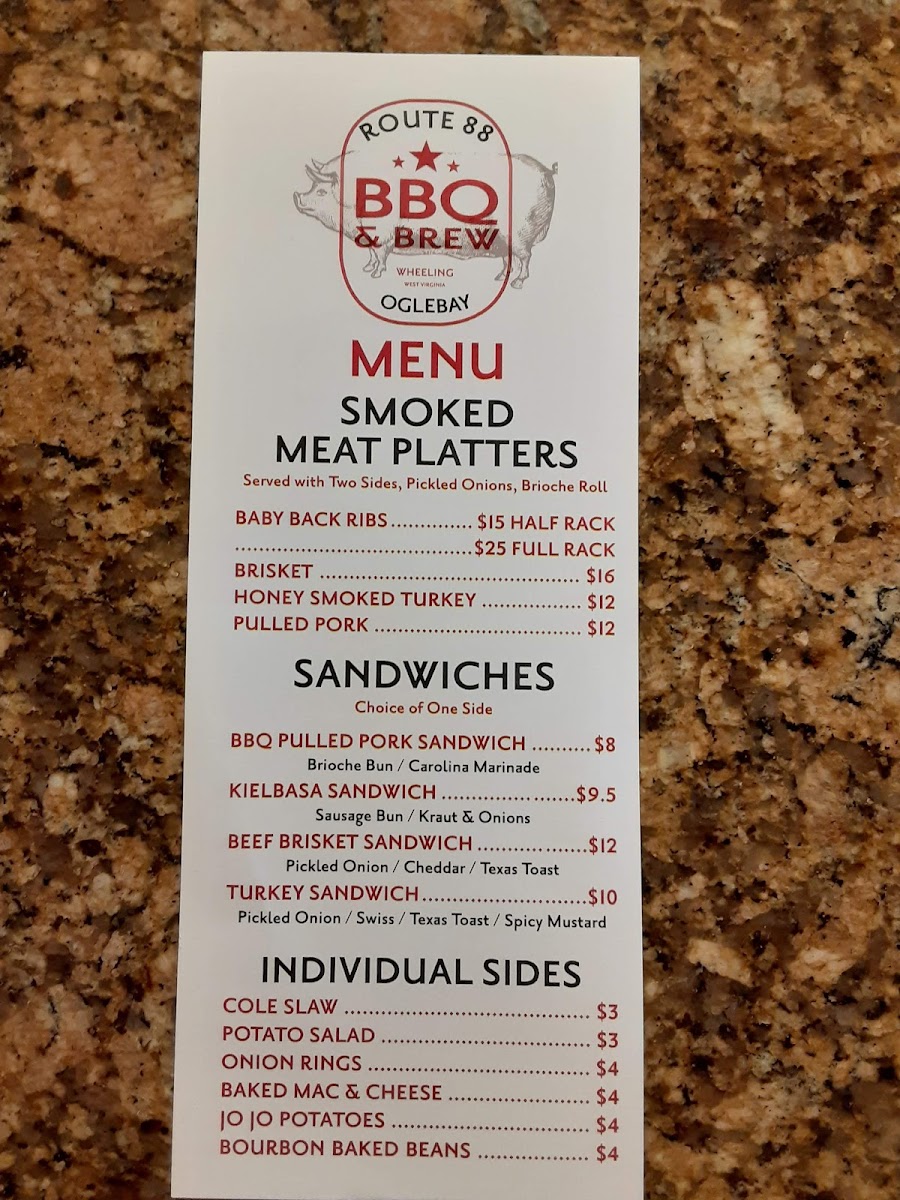 ROUTE 88
BBQ
& BREW
WHEELING
WEST VIRGINIA
OGLEBAY
MENU
SMOKED
MEAT PLATTERS
Served with Two Sides, Pickled Onions, Brioche Roll
BABY BACK RIBS ............. $15 HALF RACK
.............................................$25 FULL RACK
BRISKET ................................................ $16
HONEY SMOKED TURKEY ................. $12
PULLED PORK ..................................... $12
SANDWICHES
Choice of One Side
BBQ PULLED PORK SANDWICH .......... $8
Brioche Bun / Carolina Marinade
KIELBASA SANDWICH .......................$9.5
Sausage Bun / Kraut & Onions
BEEF BRISKET SANDWICH ...................$12
Pickled Onion / Cheddar / Texas Toast
TURKEY SANDWICH............................$10
Pickled Onion / Swiss / Texas Toast / Spicy Mustard
INDIVIDUAL SIDES
COLE SLAW ........................................... $3
POTATO SALAD .................................... $3
ONION RINGS ...................................... $4
BAKED MAC & CHEESE ........................ $4
JO JO POTATOES .................................. $4
BOURBON BAKED BEANS ................... $4